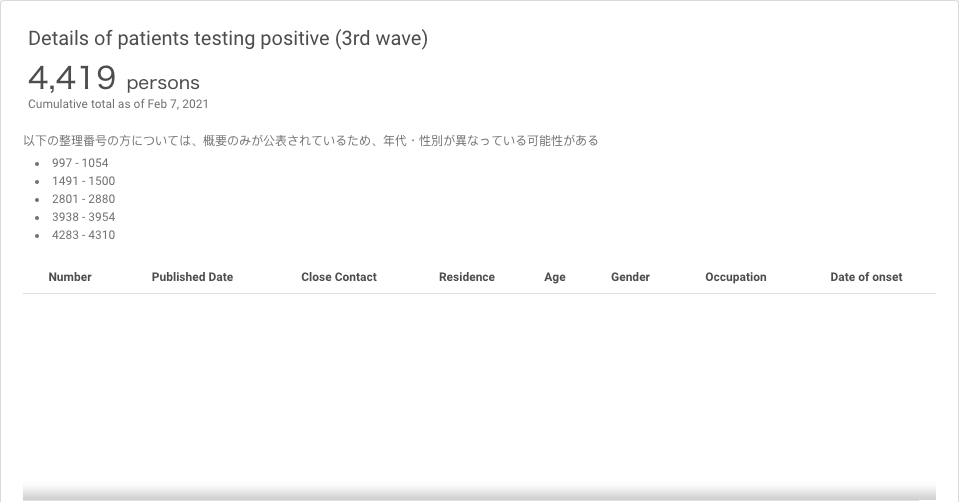 Details of patients testing positive (3rd wave)
4,419 persons
Cumulative total as of Feb 7, 2021
以下の整理番号の方については、概要のみが公表されているため、年代・性別が異なっている可能性がある
• 997 - 1054
• 1491 - 1500
• 2801 - 2880
• 3938 - 3954
• 4283 - 4310
Number Published Date Close Contact Residence Age Gender Occupation Date of onset